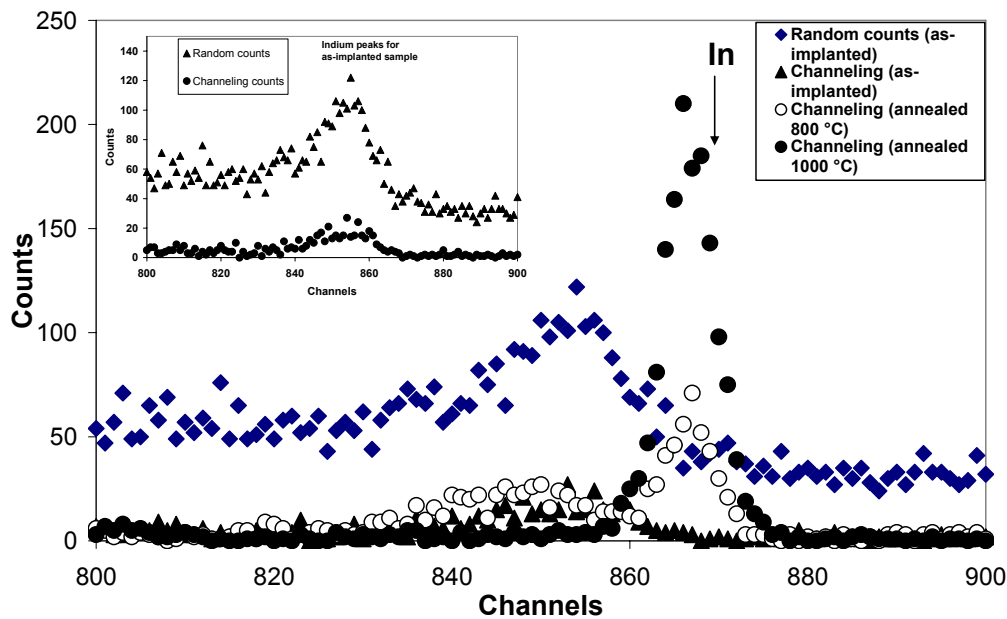 250
200
150
100
50
0
Counts
800
820
840
860
880
900
Channels
In
Random counts (as-
implanted)
Channeling (as-
implanted)
Channeling (annealed
800 °C)
Channeling (annealed
1000 °C)
140
120
100
80
60
40
20
0
Counts
800
820
840
860
880
900
Channels
Random counts
Channeling counts
Indium peaks for
as-implanted sample